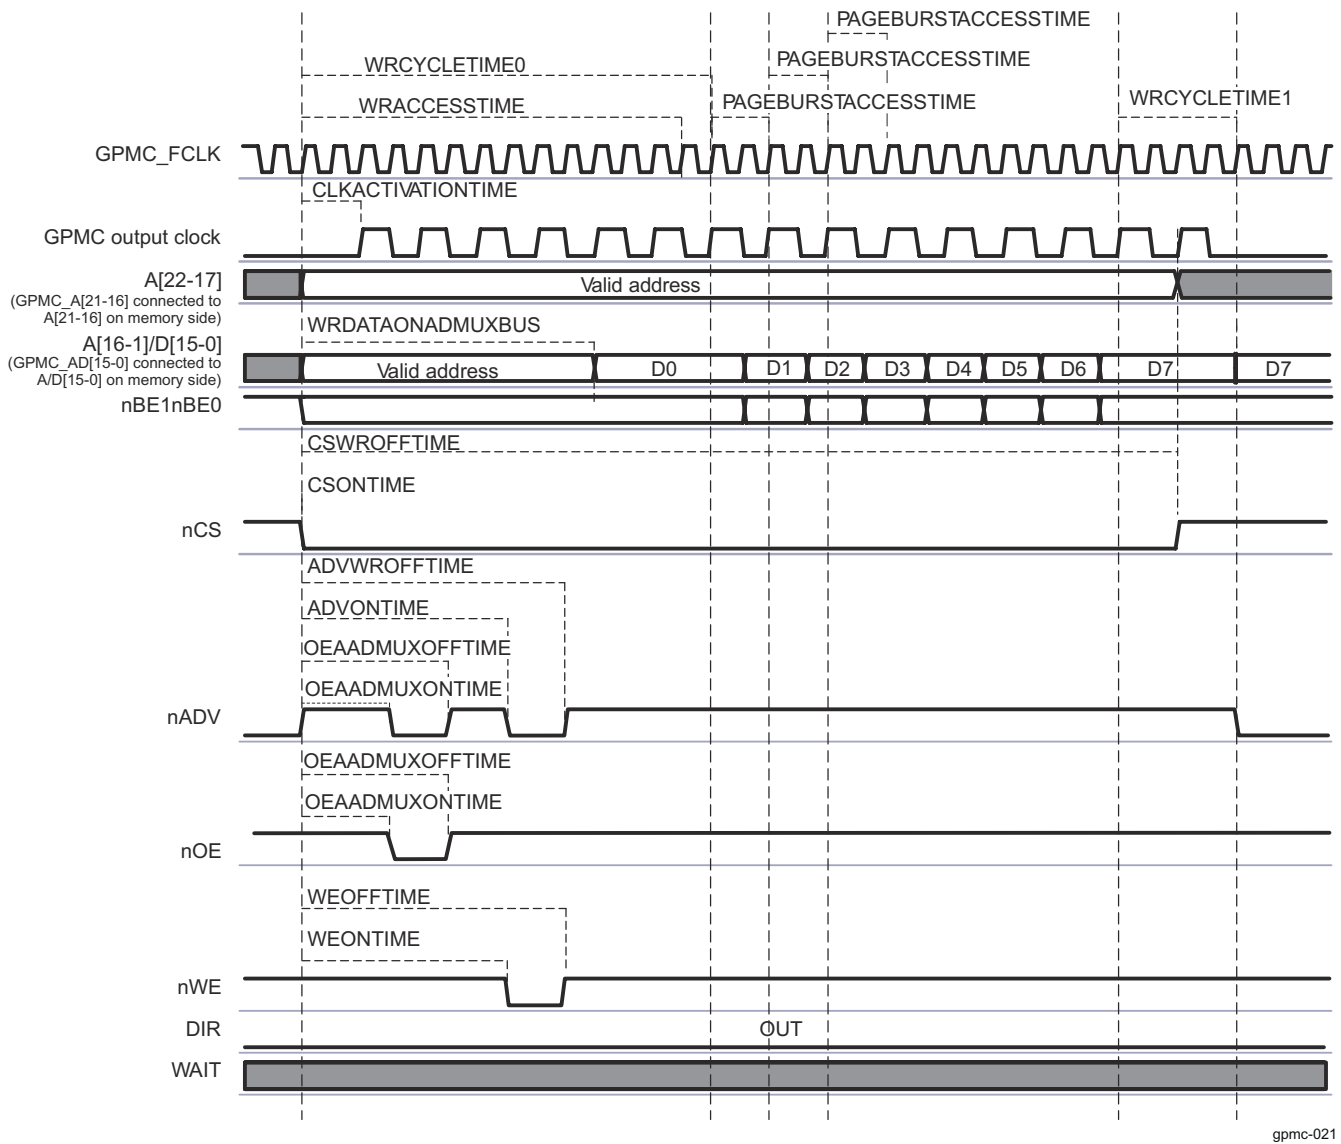 PAGEBURSTACCESSTIME
PAGEBURSTACCESSTIME
WRCYCLETIME0
PAGEBURSTACCESSTIME
WRCYCLETIME1
WRACCESSTIME
GPMC_FCLK
CLKACTIVATIONTIME
GPMC output clock
A[22-17]
(GPMC_A[21-16] connected to
A[21-16] on memory side)
Valid address
WRDATAONADMUXBUS
A[16-1]/D[15-0]
(GPMC_AD[15-0] connected to
A/D[15-0] on memory side)
Valid address D0 D1 D2 D3 D4 D5 D6 D7 D7
nBE1nBE0
CSWROFFTIME
CSONTIME
nCS
ADVWROFFTIME
ADVONTIME
OEAADMUXOFFTIME
OEAADMUXONTIME
nADV
OEAADMUXOFFTIME
OEAADMUXONTIME
nOE
WEOFFTIME
WEONTIME
nWE
DIR OUT
WAIT
gpmc-021